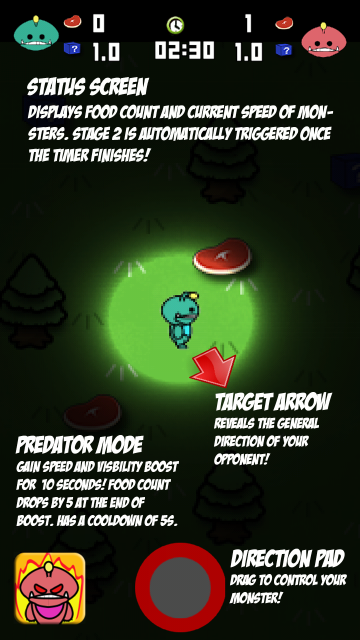 0 1
1.0 02:30 1.0
? ?
STATUS SCREEN
DISPLAYS FOOD COUNT AND CURRENT SPEED OF MON-
STERS. STAGE 2 IS AUTOMATICALLY TRIGGERED ONCE
THE TIMER FINISHES!
TARGET ARROW
REVEALS THE GENERAL
DIRECTION OF YOUR
OPPONENT!
PREDATOR MODE
GAIN SPEED AND VISBILITY BOOST
FOR 10 SECONDS! FOOD COUNT
DROPS BY 5 AT THE END OF
BOOST. HAS A COOLDOWN OF 5S.
DIRECTION PAD
DRAG TO CONTROL YOUR
MONSTER!